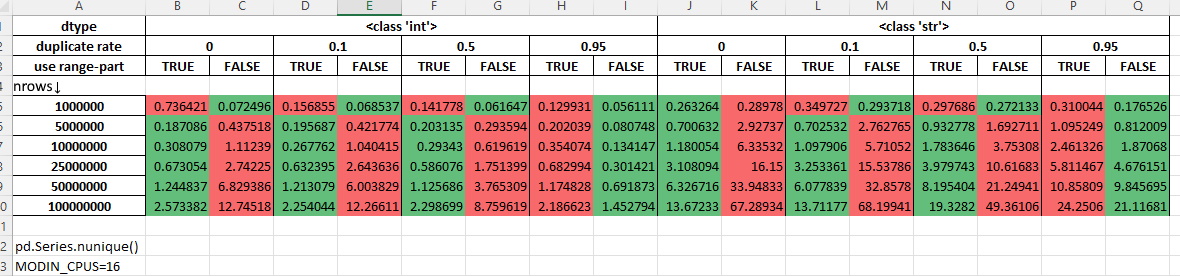 A B C D E F G H I J K L M N O P Q
1 dtype <class 'int'> <class 'str'>
2 duplicate rate 0 0.1 0.5 0.95 0 0.1 0.5 0.95
3 use range-part TRUE FALSE TRUE FALSE TRUE FALSE TRUE FALSE TRUE FALSE TRUE FALSE TRUE FALSE TRUE FALSE
4 nrows↓
5 1000000 0.736421 0.072496 0.156855 0.068537 0.141778 0.061647 0.129931 0.056111 0.263264 0.28978 0.349727 0.293718 0.297686 0.272133 0.310044 0.176526
6 5000000 0.187086 0.437518 0.195687 0.421774 0.203135 0.293594 0.202039 0.080748 0.700632 2.92737 0.702532 2.762765 0.932778 1.692711 1.095249 0.812009
7 10000000 0.308079 1.11239 0.267762 1.040415 0.29343 0.619619 0.354074 0.134147 1.180054 6.33532 1.097906 5.71052 1.783646 3.75308 2.461326 1.87068
8 25000000 0.673054 2.74225 0.632395 2.643636 0.586076 1.751399 0.682994 0.301421 3.108094 16.15 3.253361 15.53786 3.979743 10.61683 5.811467 4.676151
9 50000000 1.244837 6.829386 1.213079 6.003829 1.125686 3.765309 1.174828 0.691873 6.326716 33.94833 6.077839 32.8578 8.195404 21.24941 10.85809 9.845695
0 100000000 2.573382 12.74518 2.254044 12.26611 2.298699 8.759619 2.186623 1.452794 13.67233 67.28934 13.71177 68.19941 19.3282 49.36106 24.2506 21.11681
1
2 pd.Series.nunique()
3 MODIN_CPUS=16